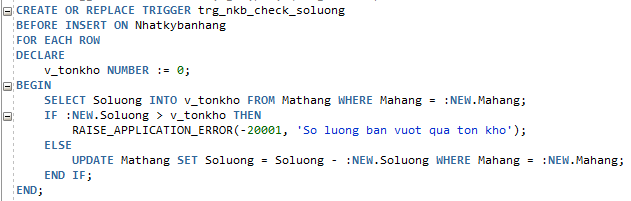 CREATE OR REPLACE TRIGGER trg_nkb_check_soluong
BEFORE INSERT ON Nhatkybanhang
FOR EACH ROW
DECLARE
    v_tonkho NUMBER := 0;
BEGIN
    SELECT Soluong INTO v_tonkho FROM Mathang WHERE Mahang = :NEW.Mahang;
    IF :NEW.Soluong > v_tonkho THEN
        RAISE_APPLICATION_ERROR(-20001, 'So luong ban vuot qua ton kho');
    ELSE
        UPDATE Mathang SET Soluong = Soluong - :NEW.Soluong WHERE Mahang = :NEW.Mahang;
    END IF;
END;